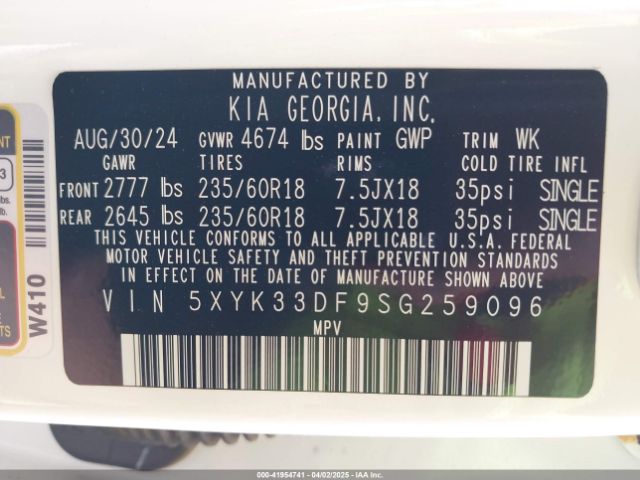 MANUFACTURED BY
KIA GEORGIA, INC.
AUG/30/24 GVWR 4674 lbs PAINT GWP TRIM WK
GAWR TIRES RIMS COLD TIRE INFL
FRONT 2777 lbs 235/60R18 7.5JX18 35psi SINGLE
REAR 2645 lbs 235/60R18 7.5JX18 35psi SINGLE
THIS VEHICLE CONFORMS TO ALL APPLICABLE U.S.A. FEDERAL
MOTOR VEHICLE SAFETY AND THEFT PREVENTION STANDARDS
IN EFFECT ON THE DATE OF MANUFACTURE SHOWN ABOVE
VIN 5XYK33DF9SG259096
MPV
W410
000-41954741 - 04/02/2025 - IAAI.COM